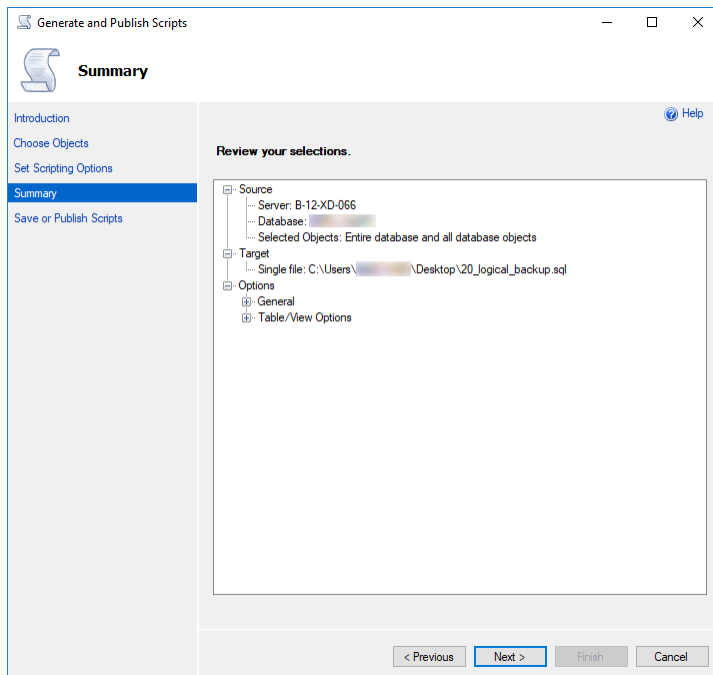 Generate and Publish Scripts
Summary
Introduction
Choose Objects
Set Scripting Options
Summary
Save or Publish Scripts
Help
Review your selections.
Source
Server: B-12-XD-066
Database:
Selected Objects: Entire database and all database objects
Target
Single file: C:\Users\ \Desktop\20_logical_backup.sql
Options
General
Table/View Options
< Previous
Next >
Finish
Cancel